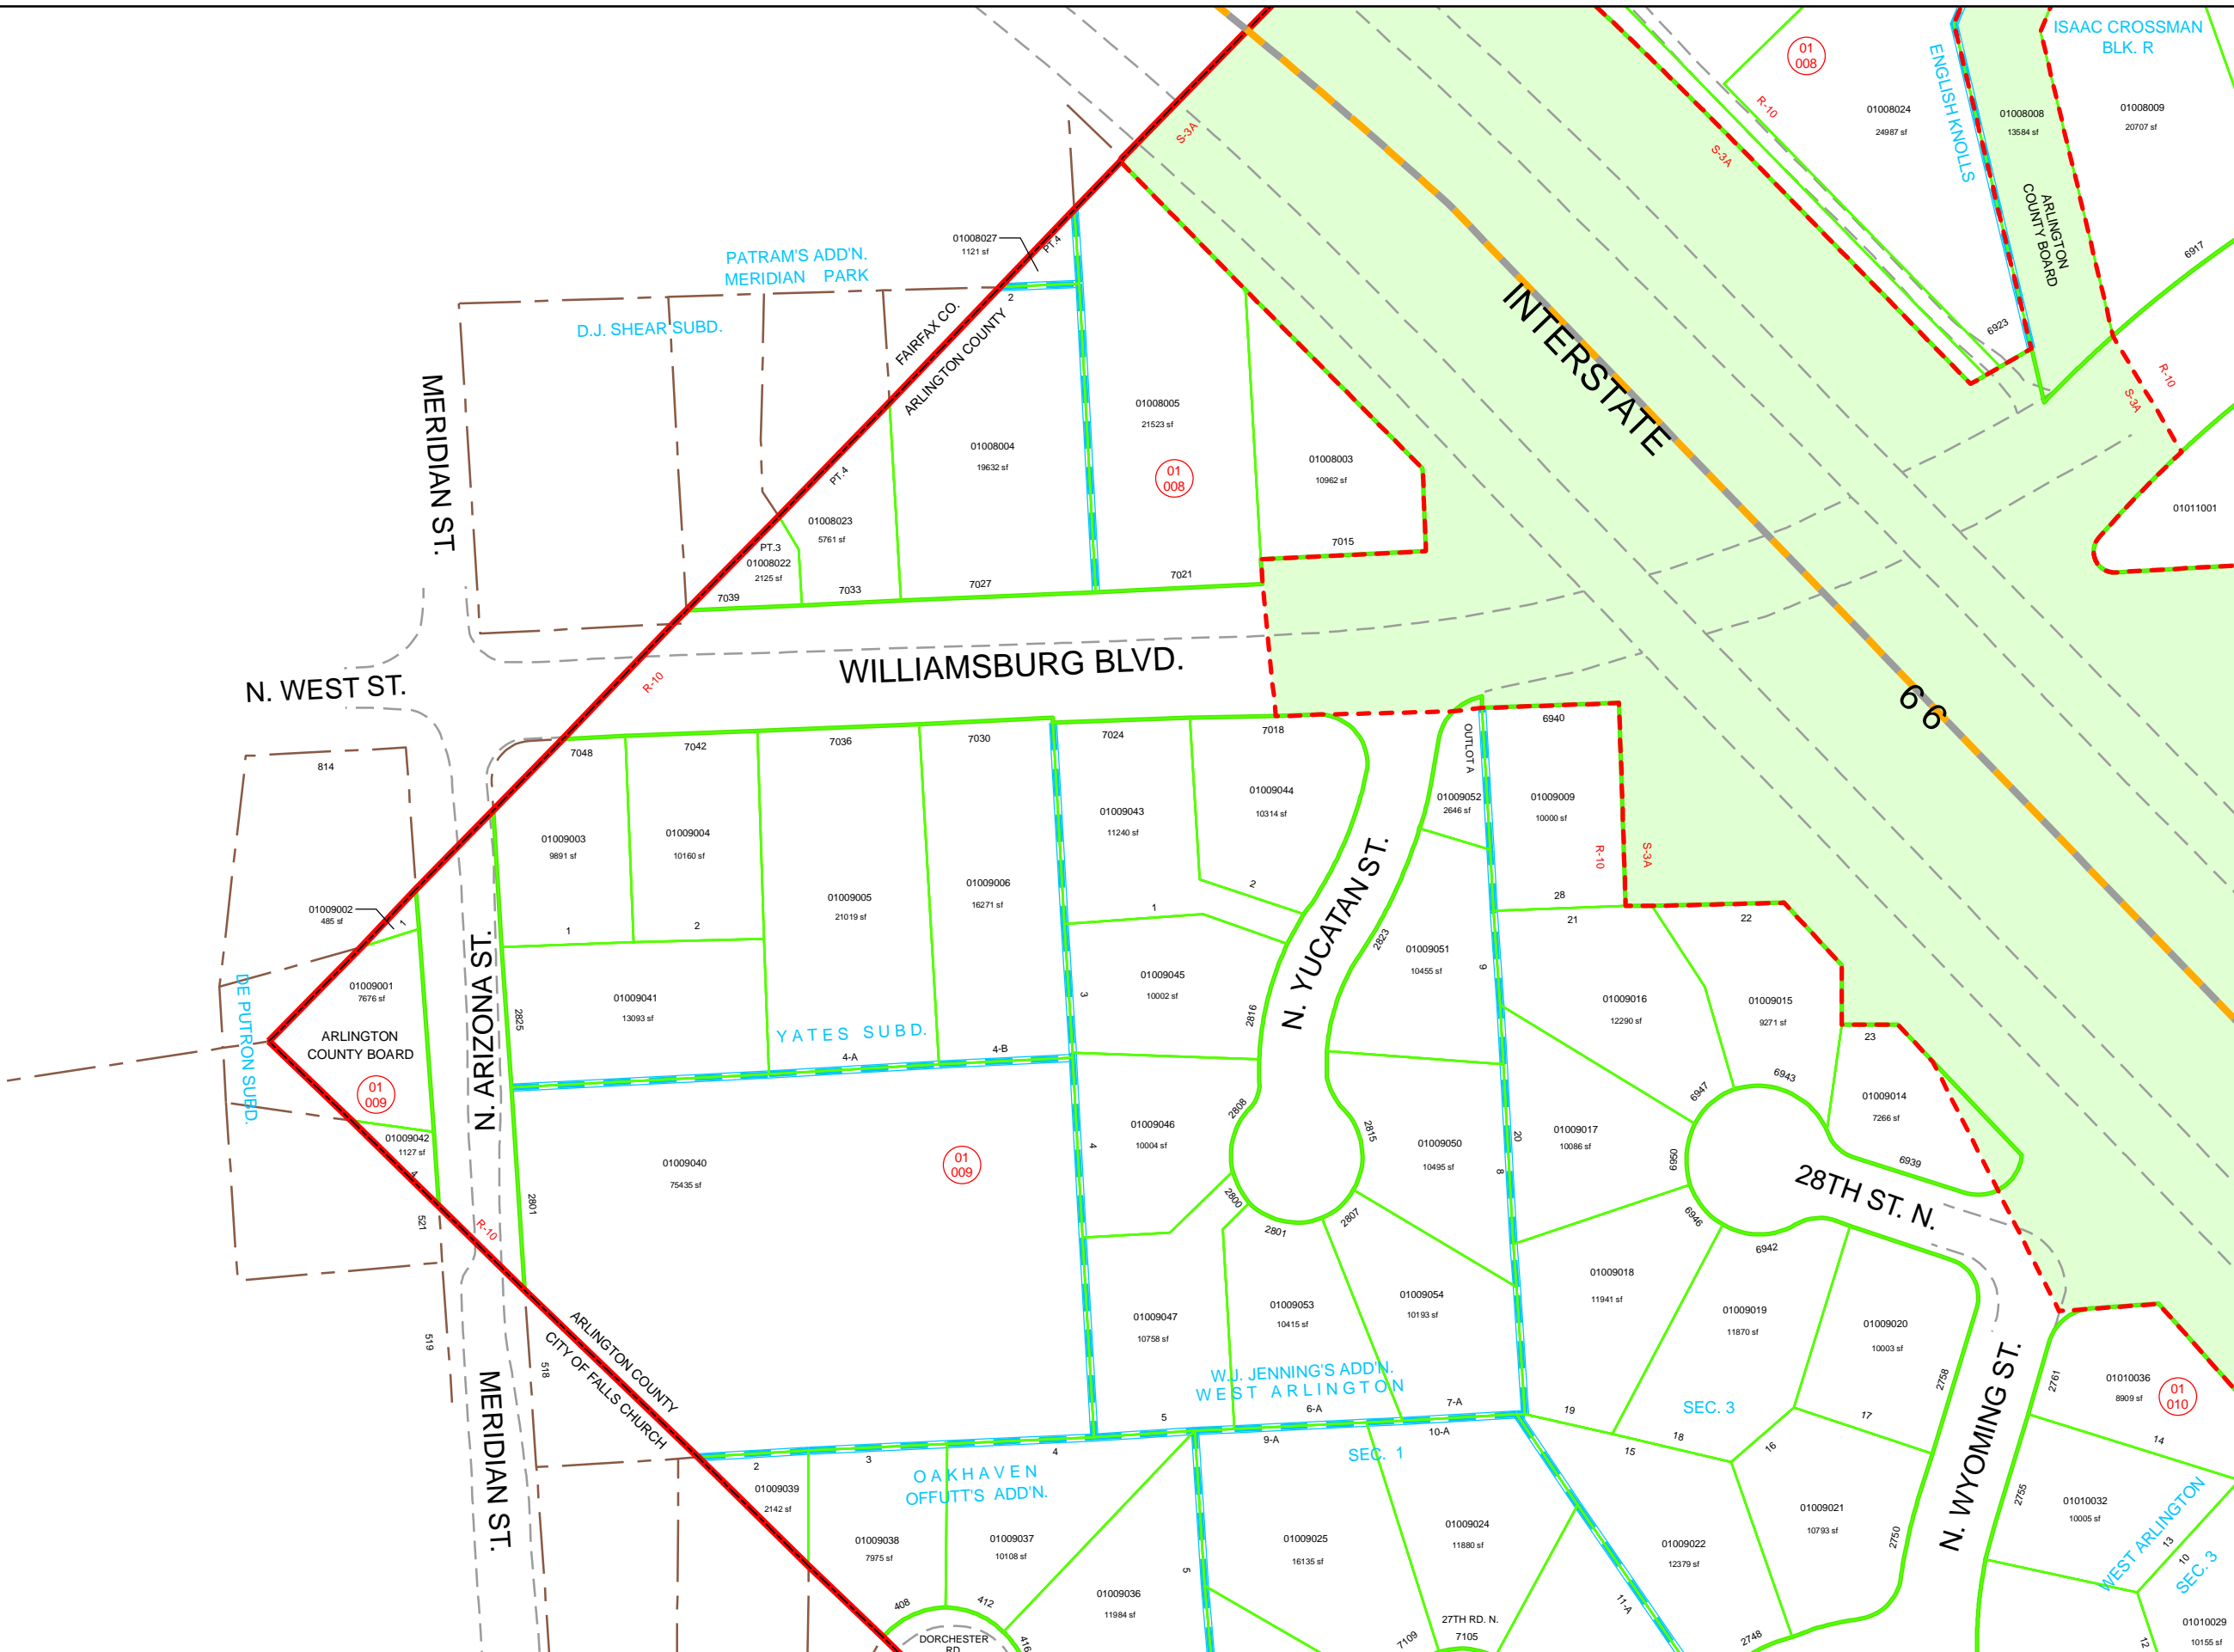 ISAAC CROSSMAN
BLK. R
01
008
R-10
01008024
24987 sf
ENGLISH KNOLLS
01008008
13584 sf
01008009
20707 sf
S-3A
S-3A
ARLINGTON
COUNTY BOARD
6917
6923
R-10
S-3A
01011001
INTERSTATE
66
01008027
1121 sf
PT.4
PATRAM'S ADD'N.
MERIDIAN PARK
2
D.J. SHEAR SUBD.
FAIRFAX CO.
ARLINGTON COUNTY
MERIDIAN ST.
01008005
21523 sf
01008004
19632 sf
01
008
01008003
10962 sf
PT.4
01008023
5761 sf
PT.3
01008022
2125 sf
7015
7039
7033
7027
7021
WILLIAMSBURG BLVD.
R-10
N. WEST ST.
814
7048
7042
7036
7030
7024
7018
6940
OUTLOT A
01009003
9891 sf
01009004
10160 sf
01009005
21019 sf
01009006
16271 sf
01009043
11240 sf
01009044
10314 sf
01009052
2646 sf
01009009
10000 sf
R-10
S-3A
N. YUCATAN ST.
01009002
485 sf
1
1
2
1
2
28
21
22
2823
01009051
10455 sf
9
01009001
7676 sf
ARLINGTON
COUNTY BOARD
01
009
DE PUTRON SUBD.
N. ARIZONA ST.
2825
01009041
13093 sf
YATES SUBD.
4-A
4-B
3
01009045
10002 sf
2816
01009016
12290 sf
01009015
9271 sf
23
6947
6943
01009014
7266 sf
01009042
1127 sf
4
521
R-10
2801
01009040
75435 sf
01
009
4
01009046
10004 sf
2808
2815
01009050
10495 sf
8
20
01009017
10086 sf
6950
6939
28TH ST. N.
2800
2801
2807
6946
6942
519
518
MERIDIAN ST.
ARLINGTON COUNTY
CITY OF FALLS CHURCH
01009047
10758 sf
01009053
10415 sf
01009054
10193 sf
01009018
11941 sf
01009019
11870 sf
01009020
10003 sf
2758
N. WYOMING ST.
2761
01010036
8909 sf
01
010
W.J. JENNING'S ADD'N.
WEST ARLINGTON
5
6-A
7-A
SEC. 3
19
18
17
15
16
14
2
3
4
9-A
10-A
SEC. 1
OAKHAVEN
OFFUTT'S ADD'N.
01009039
2142 sf
01009038
7975 sf
01009037
10108 sf
01009036
11984 sf
5
01009025
16135 sf
01009024
11880 sf
01009022
12379 sf
01009021
10793 sf
2750
2755
01010032
10005 sf
WEST ARLINGTON
SEC. 3
13
10
408
412
416
DORCHESTER
RD.
7109
27TH RD. N.
7105
11-A
2748
12
01010029
10155 sf